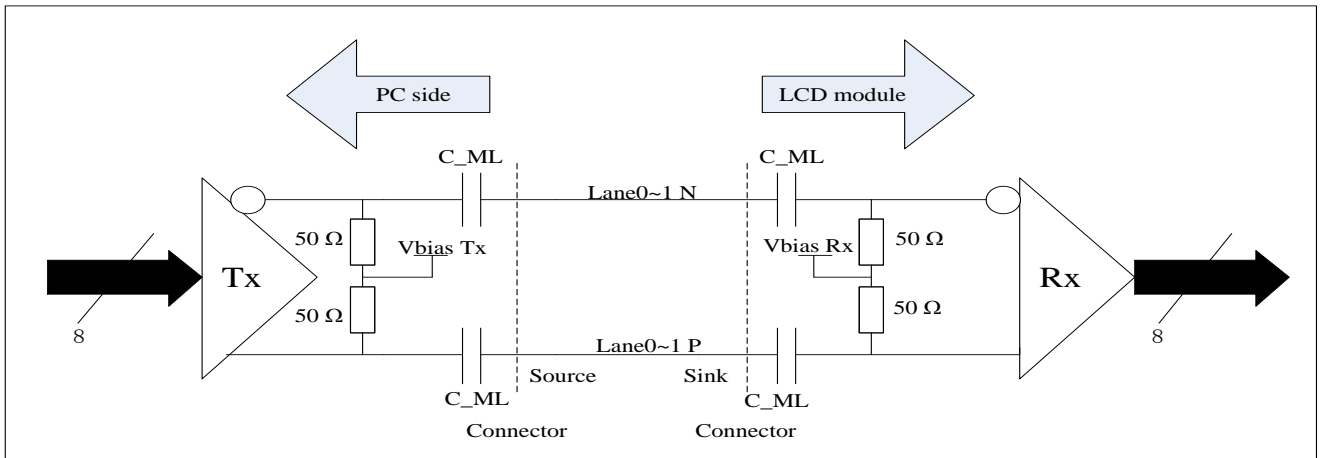 PC side
LCD module
C_ML
C_ML
Lane0~1 N
50 Ω
Vbias Tx
Vbias Rx
50 Ω
Tx
Rx
50 Ω
50 Ω
8
8
Lane0~1 P
Source
Sink
C_ML
C_ML
Connector
Connector